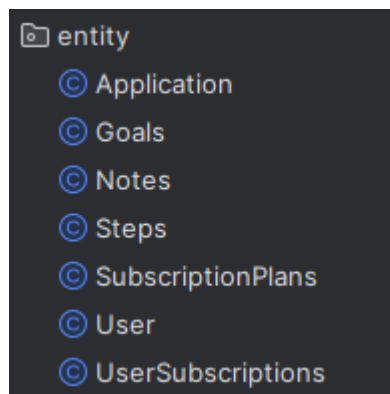 entity
Application
Goals
Notes
Steps
SubscriptionPlans
User
UserSubscriptions